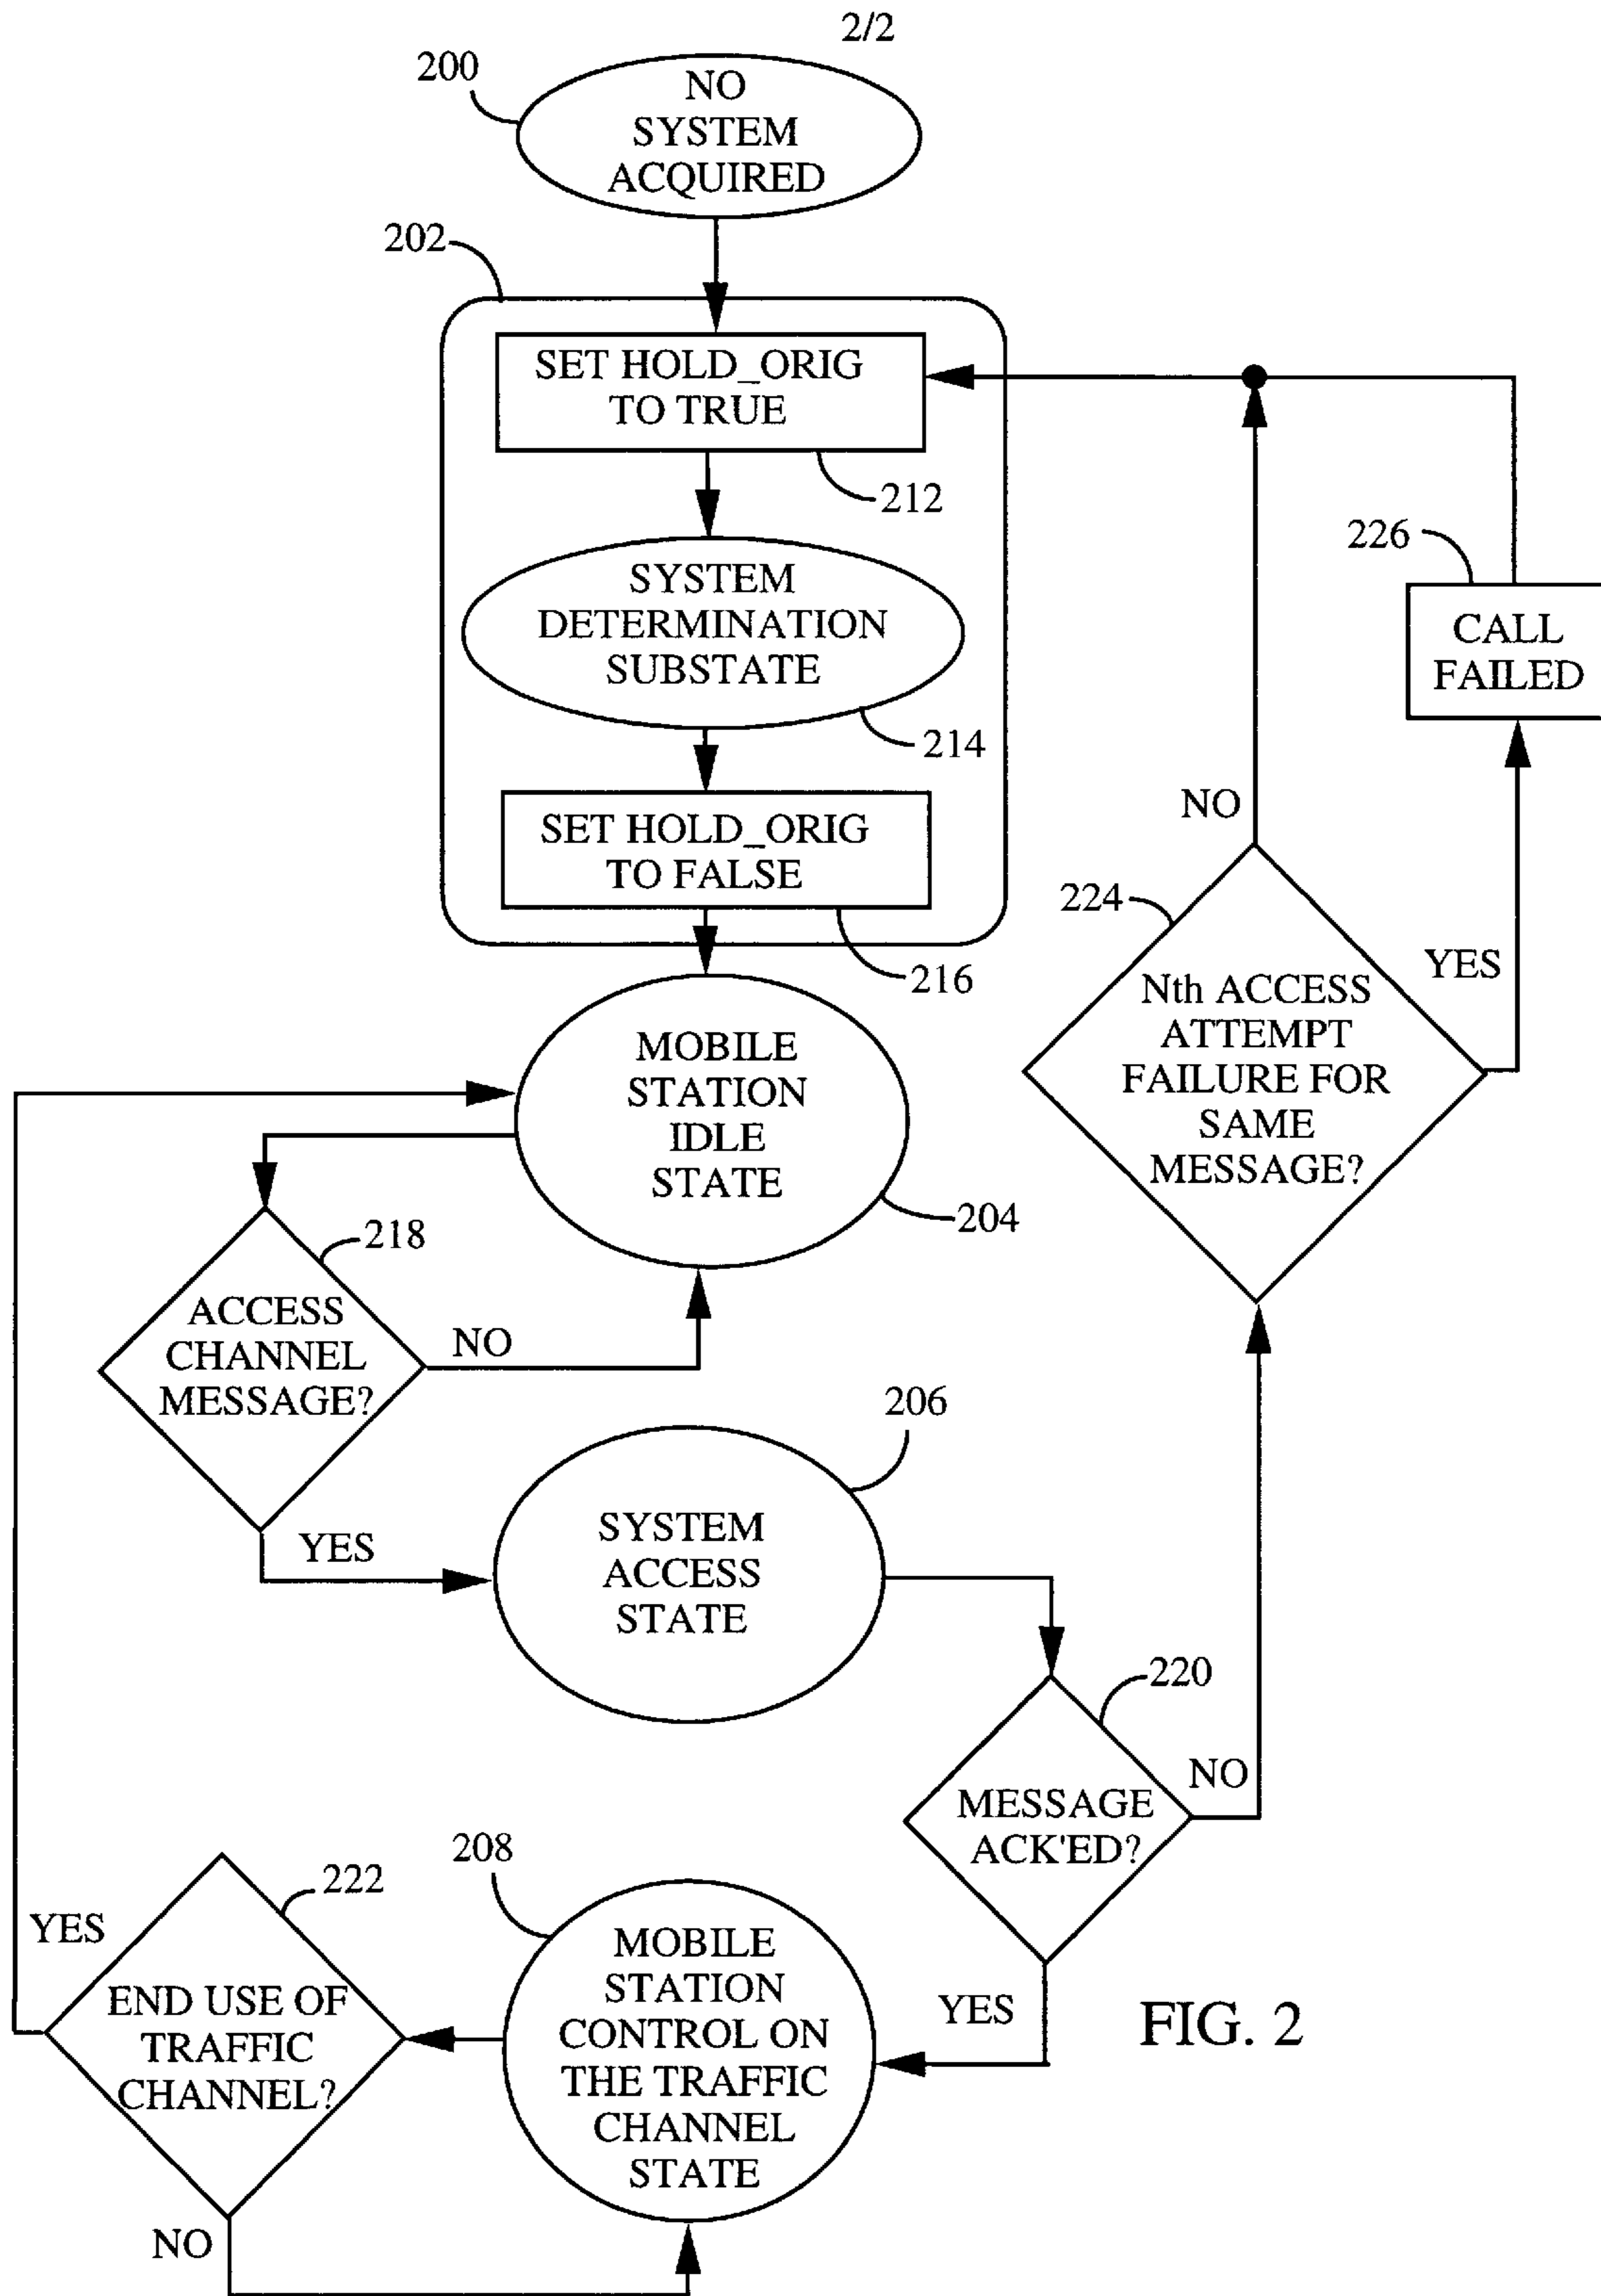 2/2
200
NO
SYSTEM
ACQUIRED
202
SET HOLD_ORIG
TO TRUE
212
SYSTEM
DETERMINATION
SUBSTATE
214
SET HOLD_ORIG
TO FALSE
216
226
CALL
FAILED
NO
224
YES
Nth ACCESS
ATTEMPT
FAILURE FOR
SAME
MESSAGE?
MOBILE
STATION
IDLE
STATE
204
218
ACCESS
CHANNEL
MESSAGE?
NO
YES
206
SYSTEM
ACCESS
STATE
220
MESSAGE
ACK'ED?
NO
YES
208
MOBILE
STATION
CONTROL ON
THE TRAFFIC
CHANNEL
STATE
222
YES
END USE OF
TRAFFIC
CHANNEL?
NO
FIG. 2